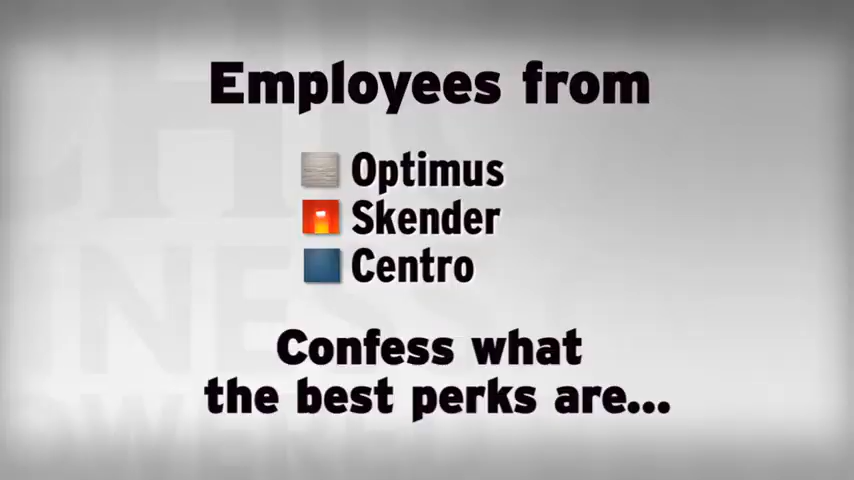 Employees from
Optimus
Skender
Centro
Confess what
the best perks are...